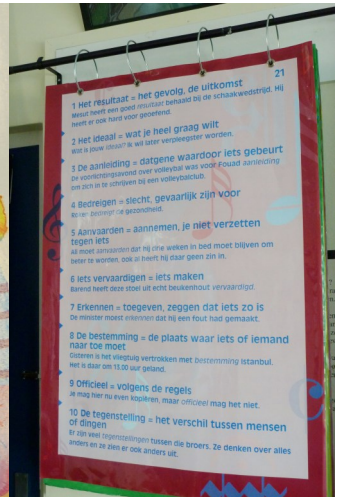 21
1 Het resultaat = het gevolg, de uitkomst
Mesut heeft een goed resultaat behaald bij de schaakwedstrijd. Hij
heeft er ook hard voor geoefend.
2 Het ideaal = wat je heel graag wilt
Wat is jouw ideaal? Ik wil later verpleegster worden.
3 De aanleiding = datgene waardoor iets gebeurt
De voorlichtingsavond over volleybal was voor Fouad aanleiding
om zich in te schrijven bij een volleybalclub.
4 Bedreigen = slecht, gevaarlijk zijn voor
Roken bedreigt de gezondheid.
5 Aanvaarden = aannemen, je niet verzetten
tegen iets
Ali moet aanvaarden dat hij drie weken in bed moet blijven om
beter te worden, ook al heeft hij daar geen zin in.
6 Iets vervaardigen = iets maken
Barend heeft deze stoel uit echt beukenhout vervaardigd.
7 Erkennen = toegeven, zeggen dat iets zo is
De minister moest erkennen dat hij een fout had gemaakt.
8 De bestemming = de plaats waar iets of iemand
naar toe moet
Gisteren is het vliegtuig vertrokken met bestemming Istanbul.
Het is daar om 13.00 uur geland.
9 Officieel = volgens de regels
Je mag hier nu even kopiëren, maar officieel mag het niet.
10 De tegenstelling = het verschil tussen mensen
of dingen
Er zijn veel tegenstellingen tussen die broers. Ze denken over alles
anders en ze zien er ook anders uit.